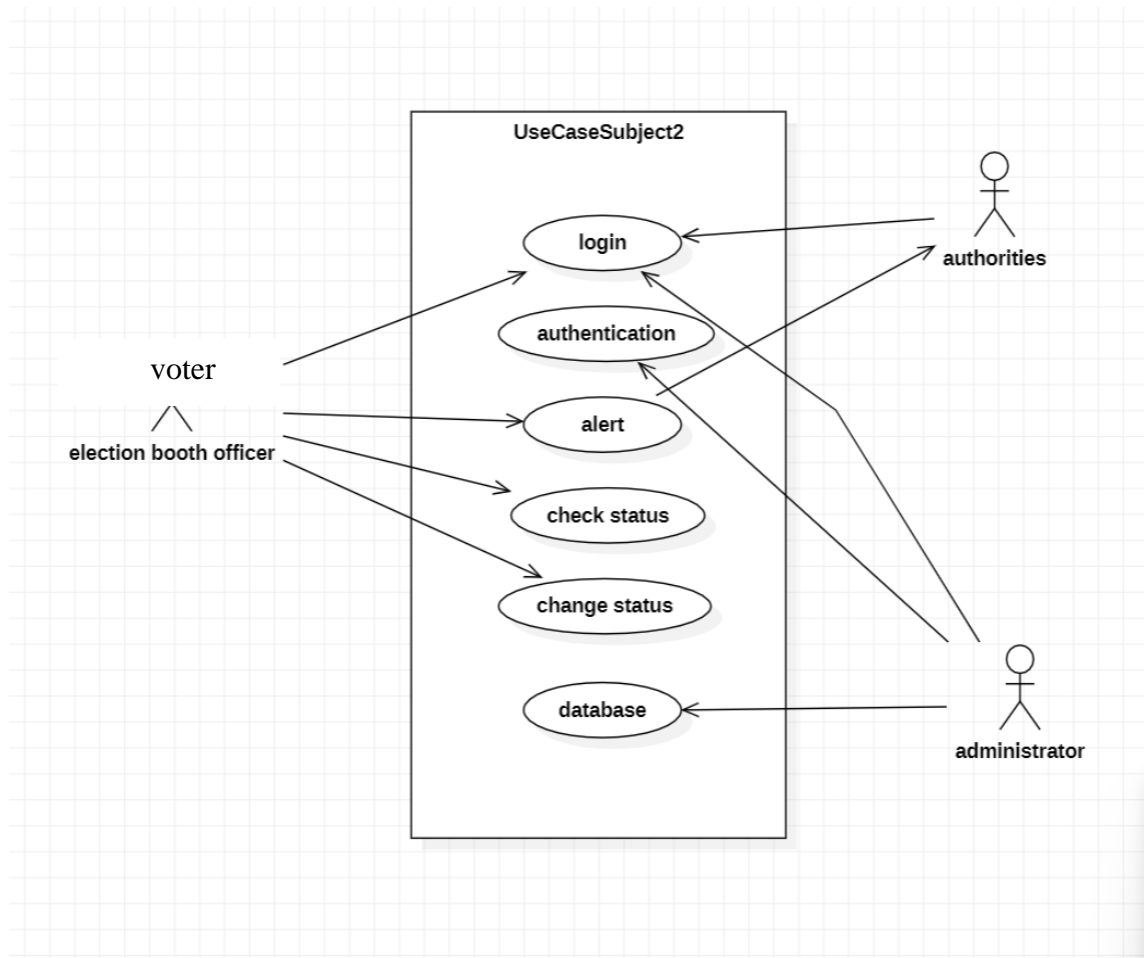 UseCaseSubject2
login
authorities
authentication
voter
alert
election booth officer
check status
change status
database
administrator